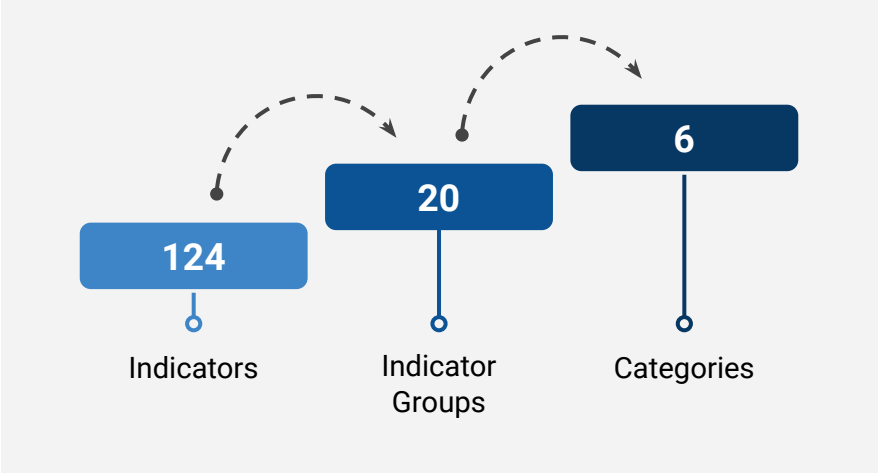 6
20
124
Indicators
Indicator
Groups
Categories